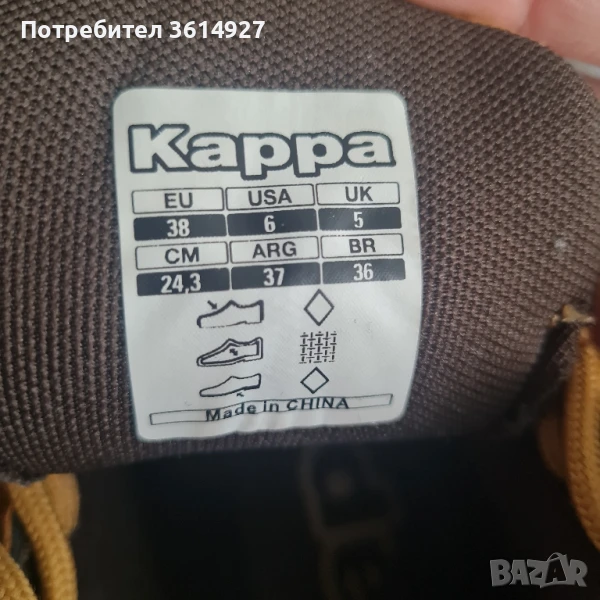 Потребител 3614927
Kappa
EU USA UK
38 6 5
CM ARG BR
24,3 37 36
Made in CHINA
BAZAR